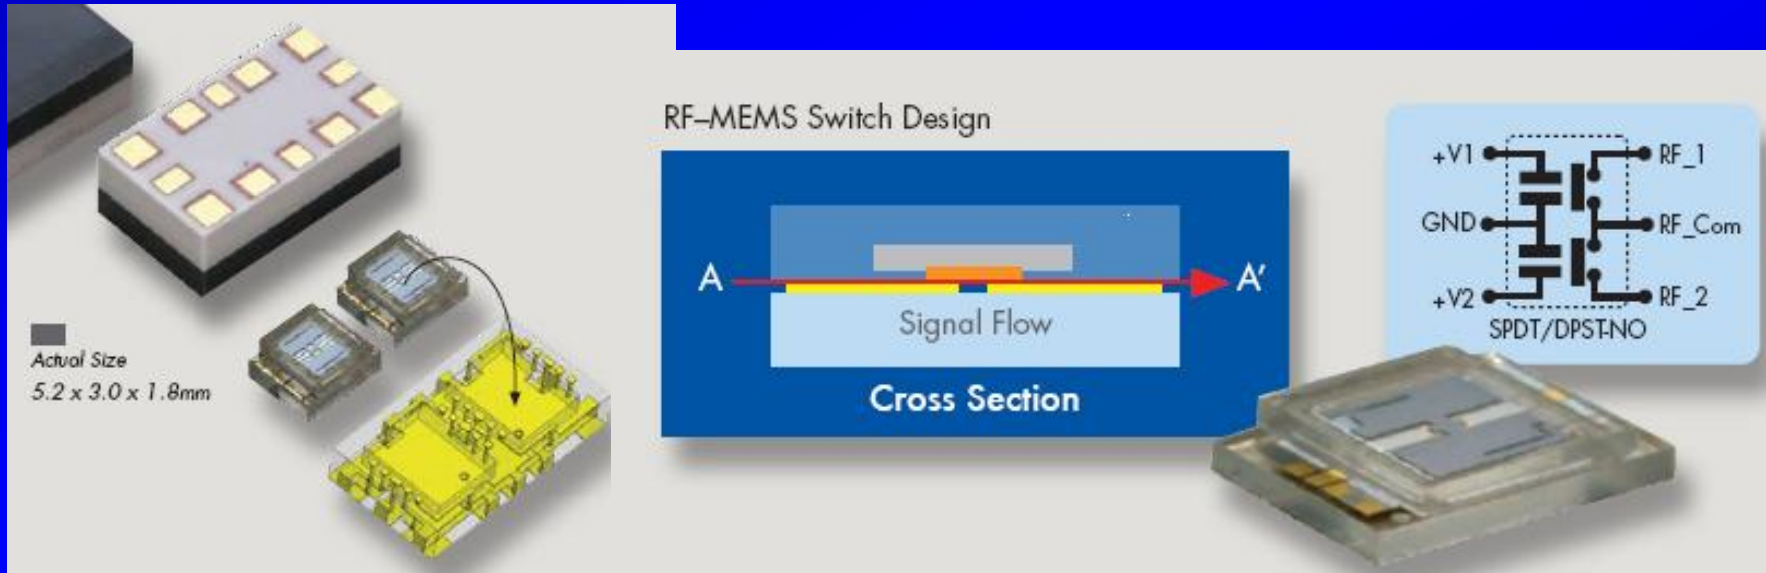 RF–MEMS Switch Design
A
A′
Signal Flow
Cross Section
+V1
RF_1
GND
RF_Com
+V2
RF_2
SPDT/DPST-NO
Actual Size
5.2 x 3.0 x 1.8mm